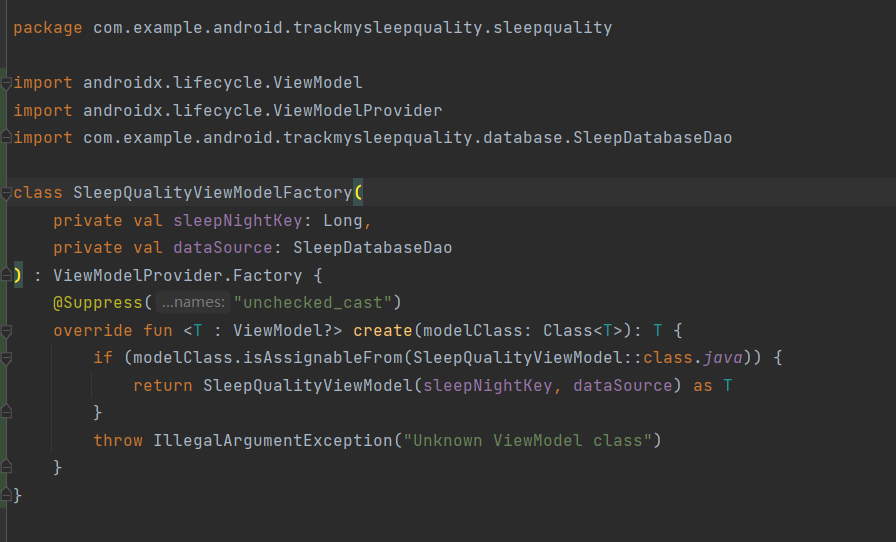 package com.example.android.trackmysleepquality.sleepquality
import androidx.lifecycle.ViewModel
import androidx.lifecycle.ViewModelProvider
import com.example.android.trackmysleepquality.database.SleepDatabaseDao
class SleepQualityViewModelFactory(
    private val sleepNightKey: Long,
    private val dataSource: SleepDatabaseDao
) : ViewModelProvider.Factory {
    @Suppress( ...names: "unchecked_cast")
    override fun <T : ViewModel?> create(modelClass: Class<T>): T {
        if (modelClass.isAssignableFrom(SleepQualityViewModel::class.java)) {
            return SleepQualityViewModel(sleepNightKey, dataSource) as T
        }
        throw IllegalArgumentException("Unknown ViewModel class")
    }
}